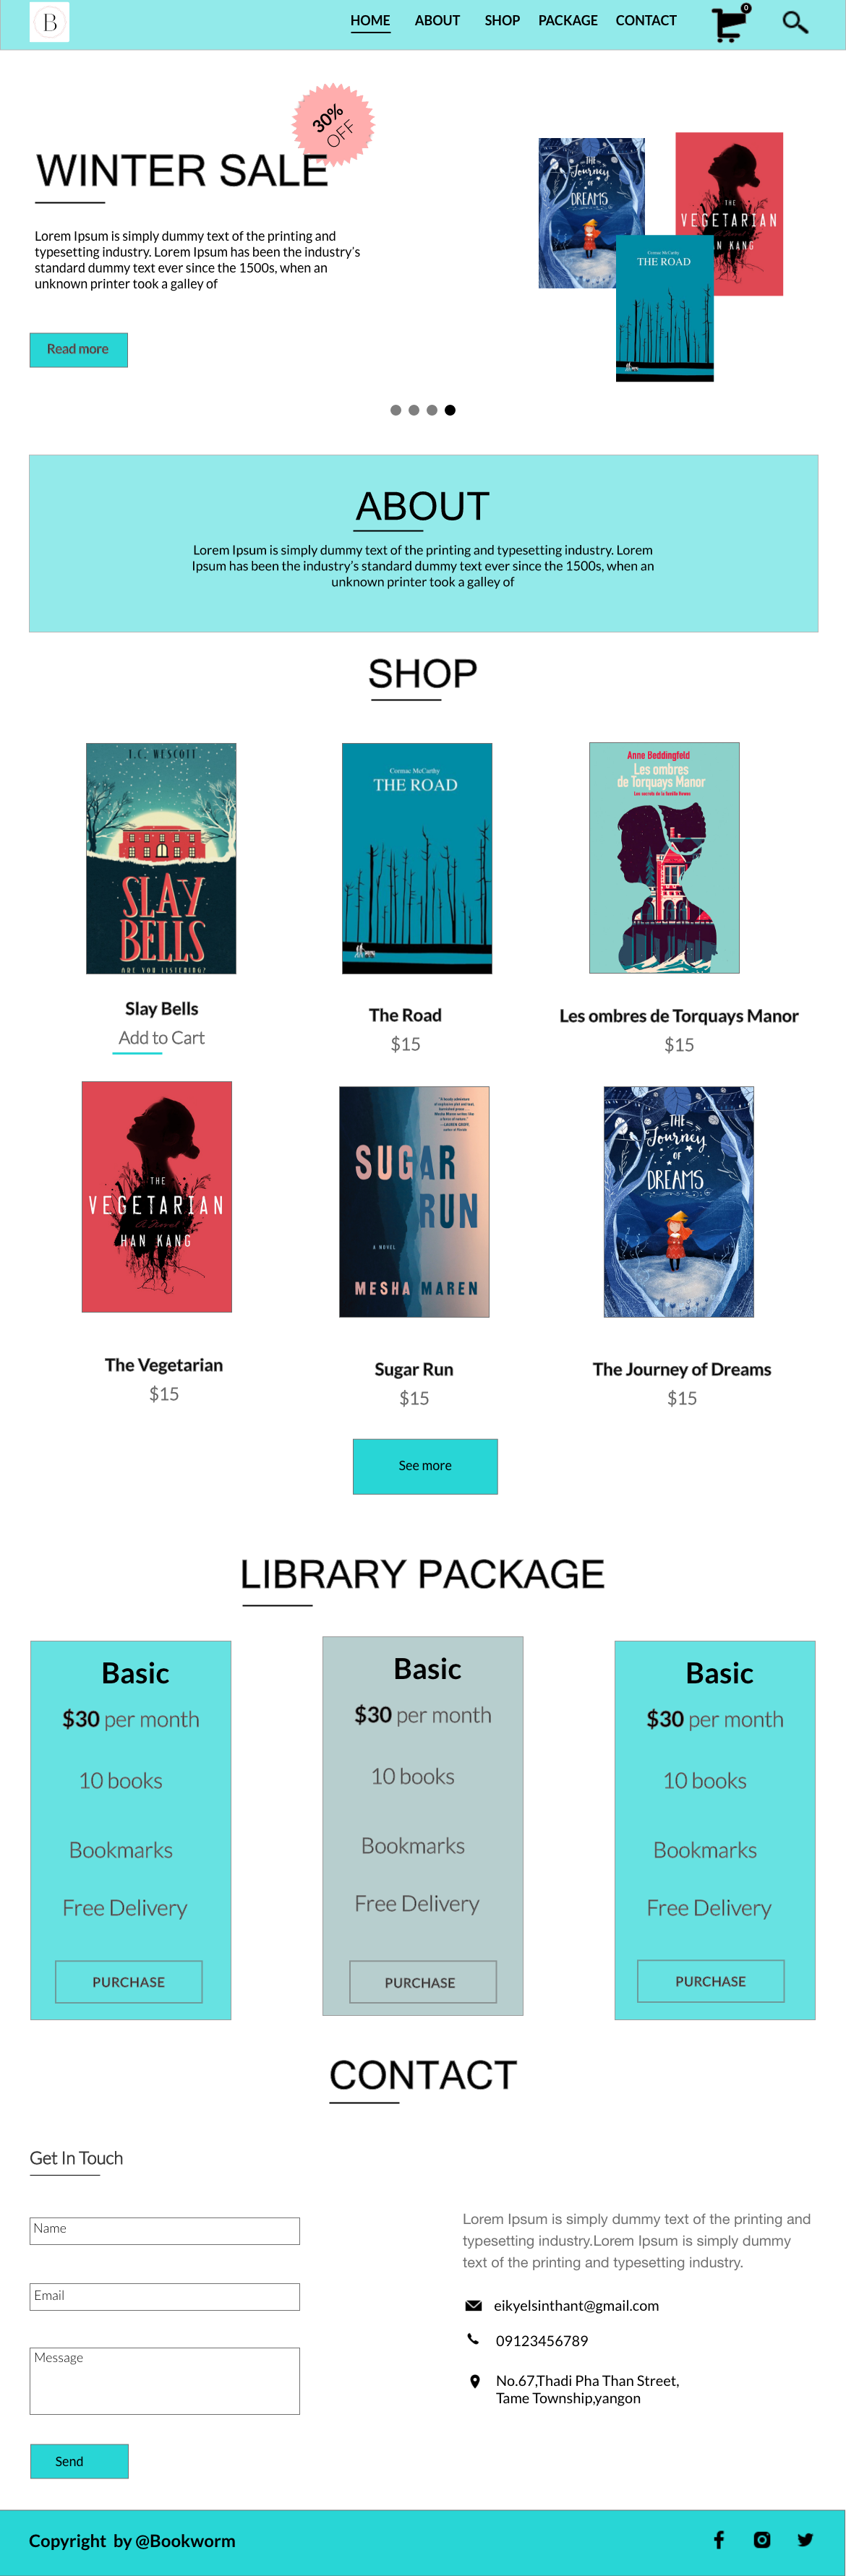 B
HOME ABOUT SHOP PACKAGE CONTACT
0
30%
OFF
WINTER SALE
Lorem Ipsum is simply dummy text of the printing and
typesetting industry. Lorem Ipsum has been the industry's
standard dummy text ever since the 1500s, when an
unknown printer took a galley of
Read more
THE
Journey
OF
DREAMS
THE
VEGETARIAN
AN KANG
Cormac McCarthy
THE ROAD
ABOUT
Lorem Ipsum is simply dummy text of the printing and typesetting industry. Lorem
Ipsum has been the industry's standard dummy text ever since the 1500s, when an
unknown printer took a galley of
SHOP
T.C. WESCOTT
SLAY
BELLS
ARE YOU LISTENING?
Cormac McCarthy
THE ROAD
Anne Beddingfeld
Les ombres
de Torquays Manor
Slay Bells
Add to Cart
The Road
$15
Les ombres de Torquays Manor
$15
THE
VEGETARIAN
A Novel
HAN KANG
SUGAR
RUN
A NOVEL
MESHA MAREN
THE
Journey
OF
DREAMS
The Vegetarian
$15
Sugar Run
$15
The Journey of Dreams
$15
See more
LIBRARY PACKAGE
Basic
$30 per month
10 books
Bookmarks
Free Delivery
PURCHASE
Basic
$30 per month
10 books
Bookmarks
Free Delivery
PURCHASE
Basic
$30 per month
10 books
Bookmarks
Free Delivery
PURCHASE
CONTACT
Get In Touch
Name
Email
Message
Send
Lorem Ipsum is simply dummy text of the printing and
typesetting industry.Lorem Ipsum is simply dummy
text of the printing and typesetting industry.
eikyelsinthant@gmail.com
09123456789
No.67,Thadi Pha Than Street,
Tame Township,yangon
Copyright by @Bookworm